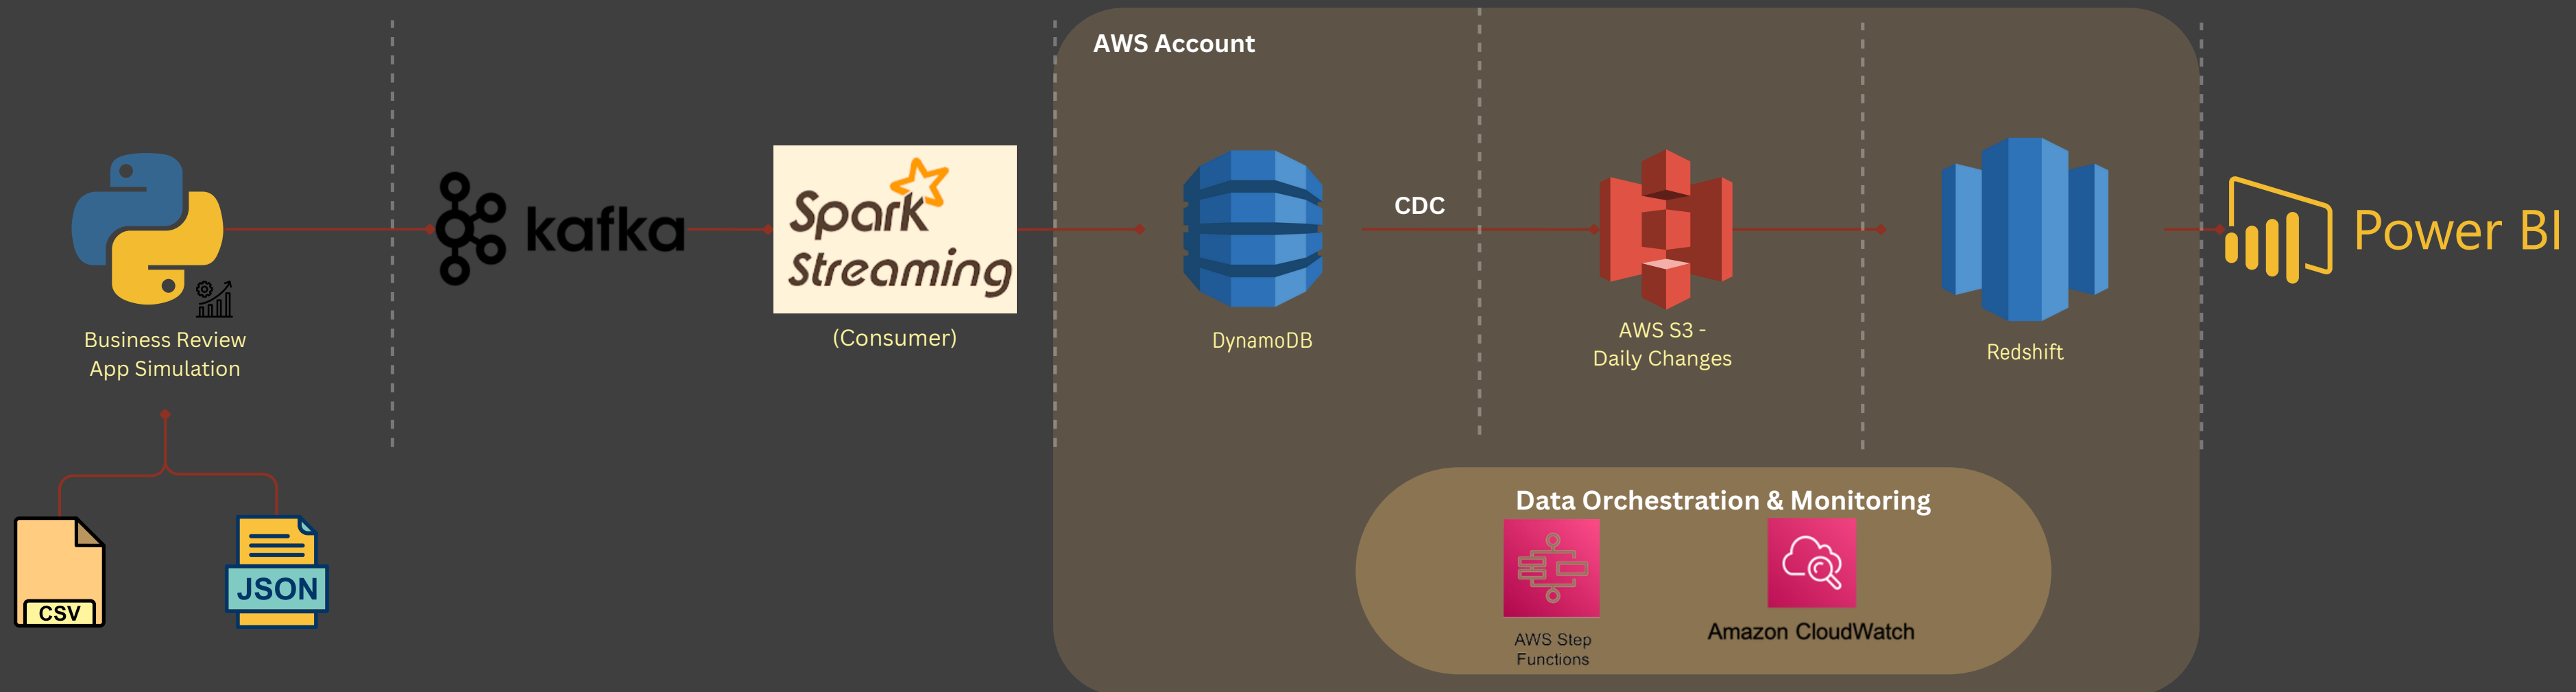 AWS Account
kafka
Spark
Streaming
CDC
Power BI
Business Review
App Simulation
(Consumer)
DynamoDB
AWS S3 -
Daily Changes
Redshift
Data Orchestration & Monitoring
CSV
JSON
AWS Step
Functions
Amazon CloudWatch